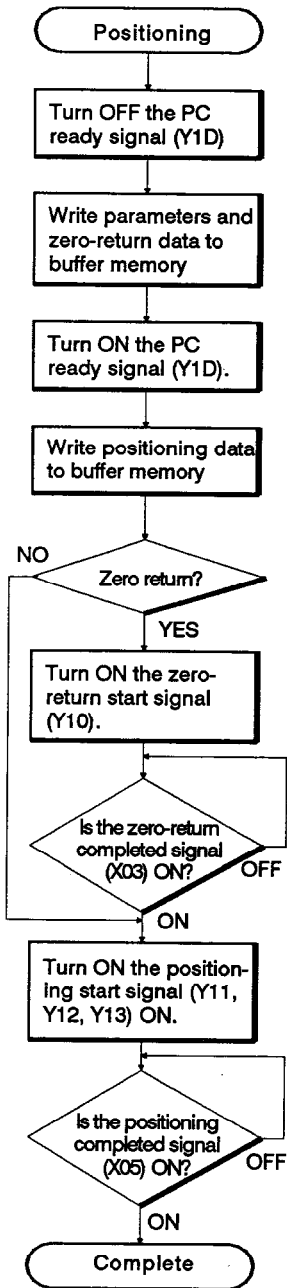 Positioning
Turn OFF the PC
ready signal (Y1D)
Write parameters and
zero-return data to
buffer memory
Turn ON the PC
ready signal (Y1D).
Write positioning data
to buffer memory
NO
Zero return?
YES
Turn ON the zero-
return start signal
(Y10).
Is the zero-return
completed signal
(X03) ON?
OFF
ON
Turn ON the position-
ing start signal (Y11,
Y12, Y13) ON.
Is the positioning
completed signal
(X05) ON?
OFF
ON
Complete